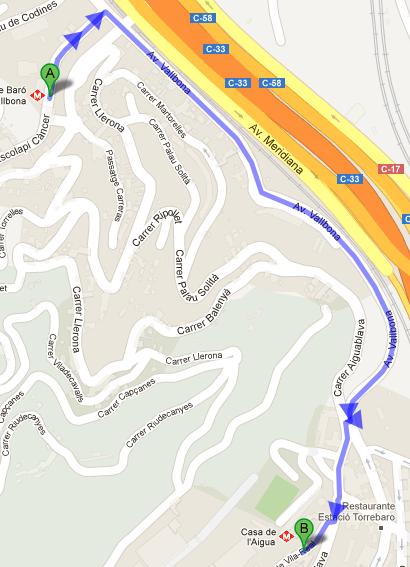 u de Codines
C-58
C-33
C-33
C-58
Av. Vallbona
A
e Baró
llbona
Carrer Llerona
Carrer Martorelles
Carrer Palau Solità
Passatge Carreras
scolapi Càncer
Av. Meridiana
C-17
C-33
C
Av. Vallbona
Carrer Torrelles
Carrer Ripollet
Carrer Palau Solità
et
Carrer Llerona
Carrer Balenyà
Carrer Aiguablava
Av. Vallbona
Carrer Viladecavalls
Carrer Llerona
Carrer Capçanes
Capçanes
Carrer Riudecanyes
Carrer Riudecanyes
B
Restaurante
Estació Torrebaro
Casa de
l'Aigua
lava